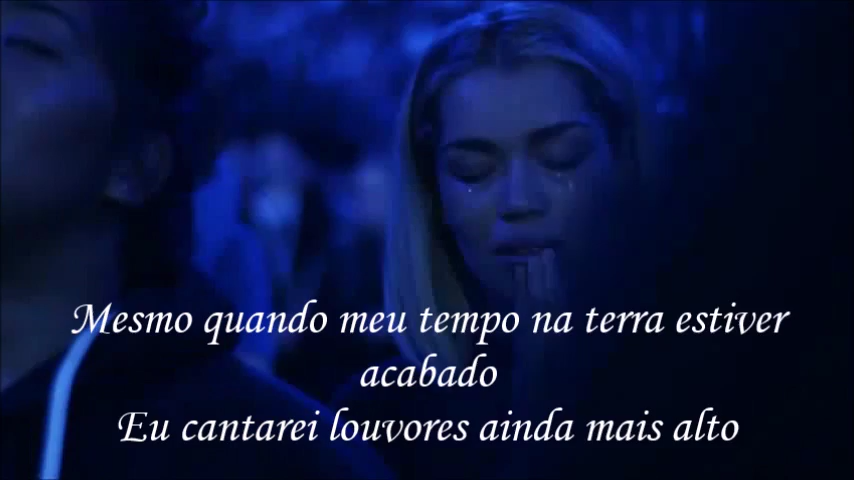 Mesmo quando meu tempo na terra estiver
acabado
Eu cantarei louvores ainda mais alto